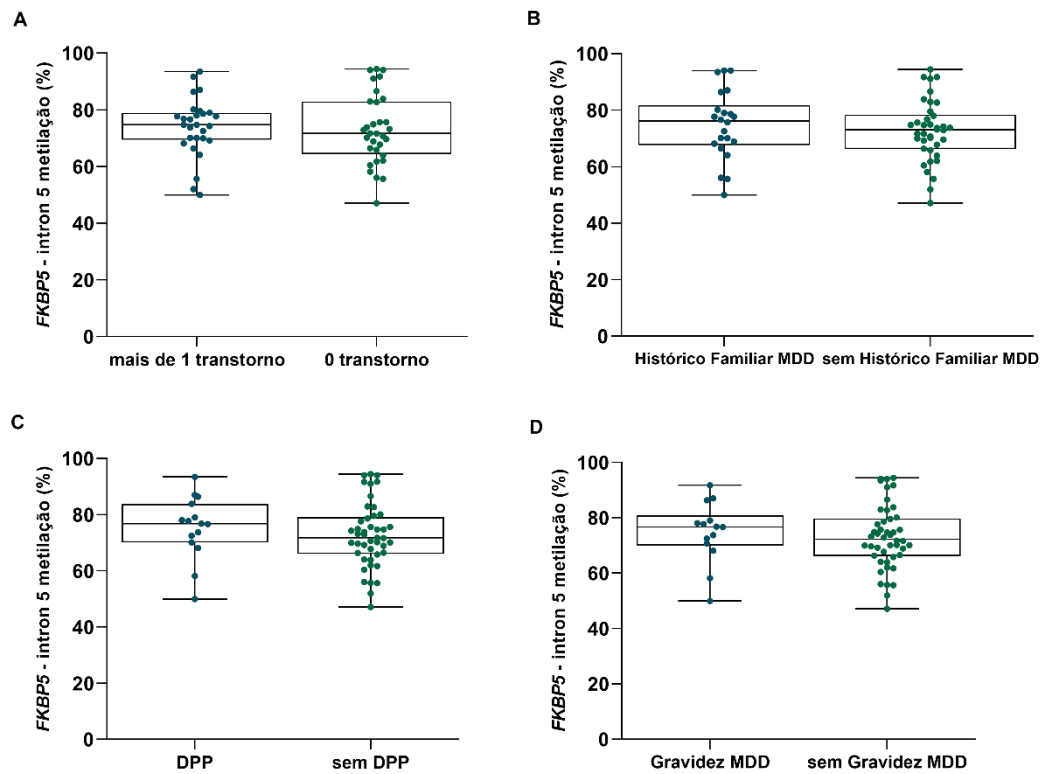 A
FKBP5 - intron 5 metilação (%)
100
80
60
40
20
0
mais de 1 transtorno
0 transtorno
B
FKBP5 - intron 5 metilação (%)
100
80
60
40
20
0
Histórico Familiar MDD
sem Histórico Familiar MDD
C
FKBP5 - intron 5 metilação (%)
100
80
60
40
20
0
DPP
sem DPP
D
FKBP5 - intron 5 metilação (%)
100
80
60
40
20
0
Gravidez MDD
sem Gravidez MDD